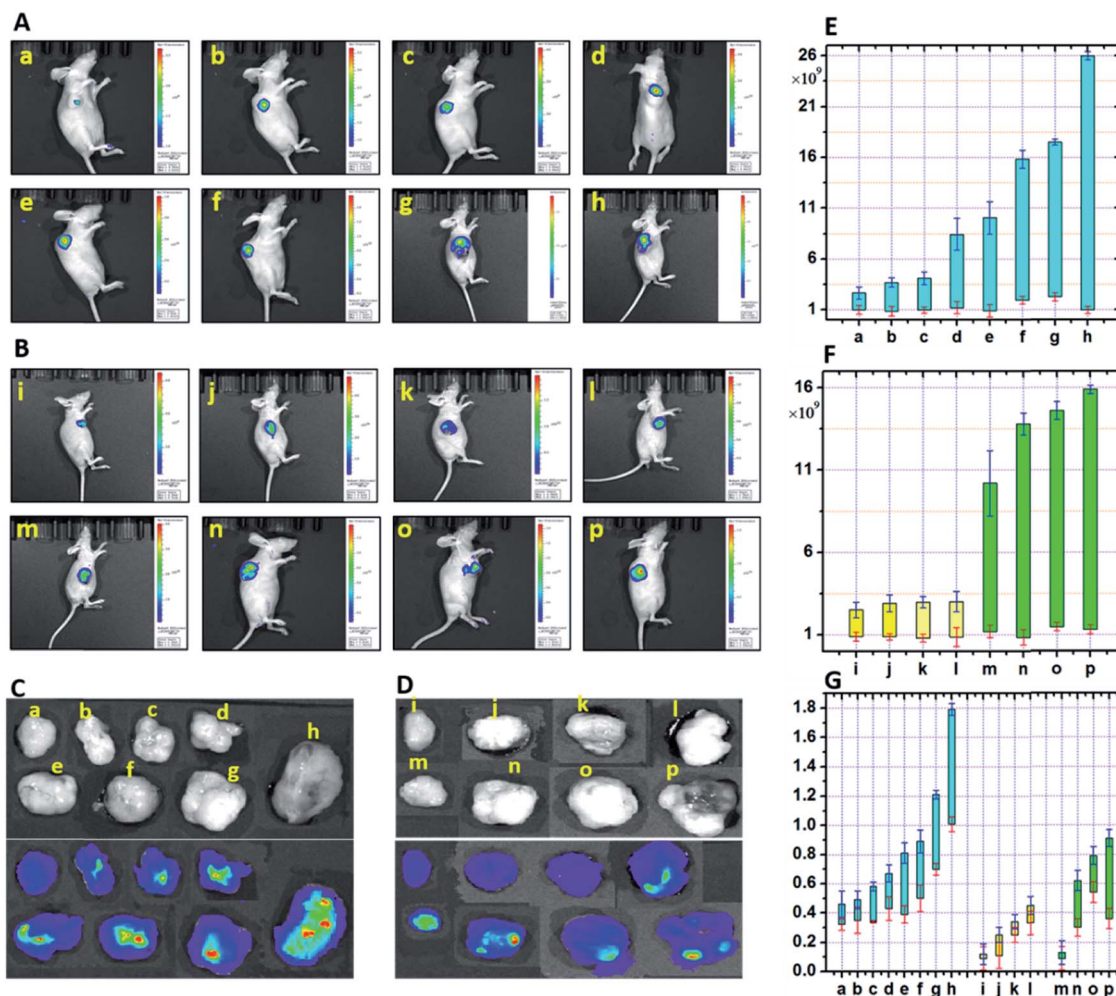 A
a b c d
e f g h
B
i j k l
m n o p
C
a b c d h
e f g
D
i j k l
m n o p
E
26
×10⁹
21
16
11
6
1
a b c d e f g h
F
16
×10⁹
11
6
1
i j k l m n o p
G
1.8
1.6
1.4
1.2
1.0
0.8
0.6
0.4
0.2
0.0
a b c d e f g h i j k l m n o p